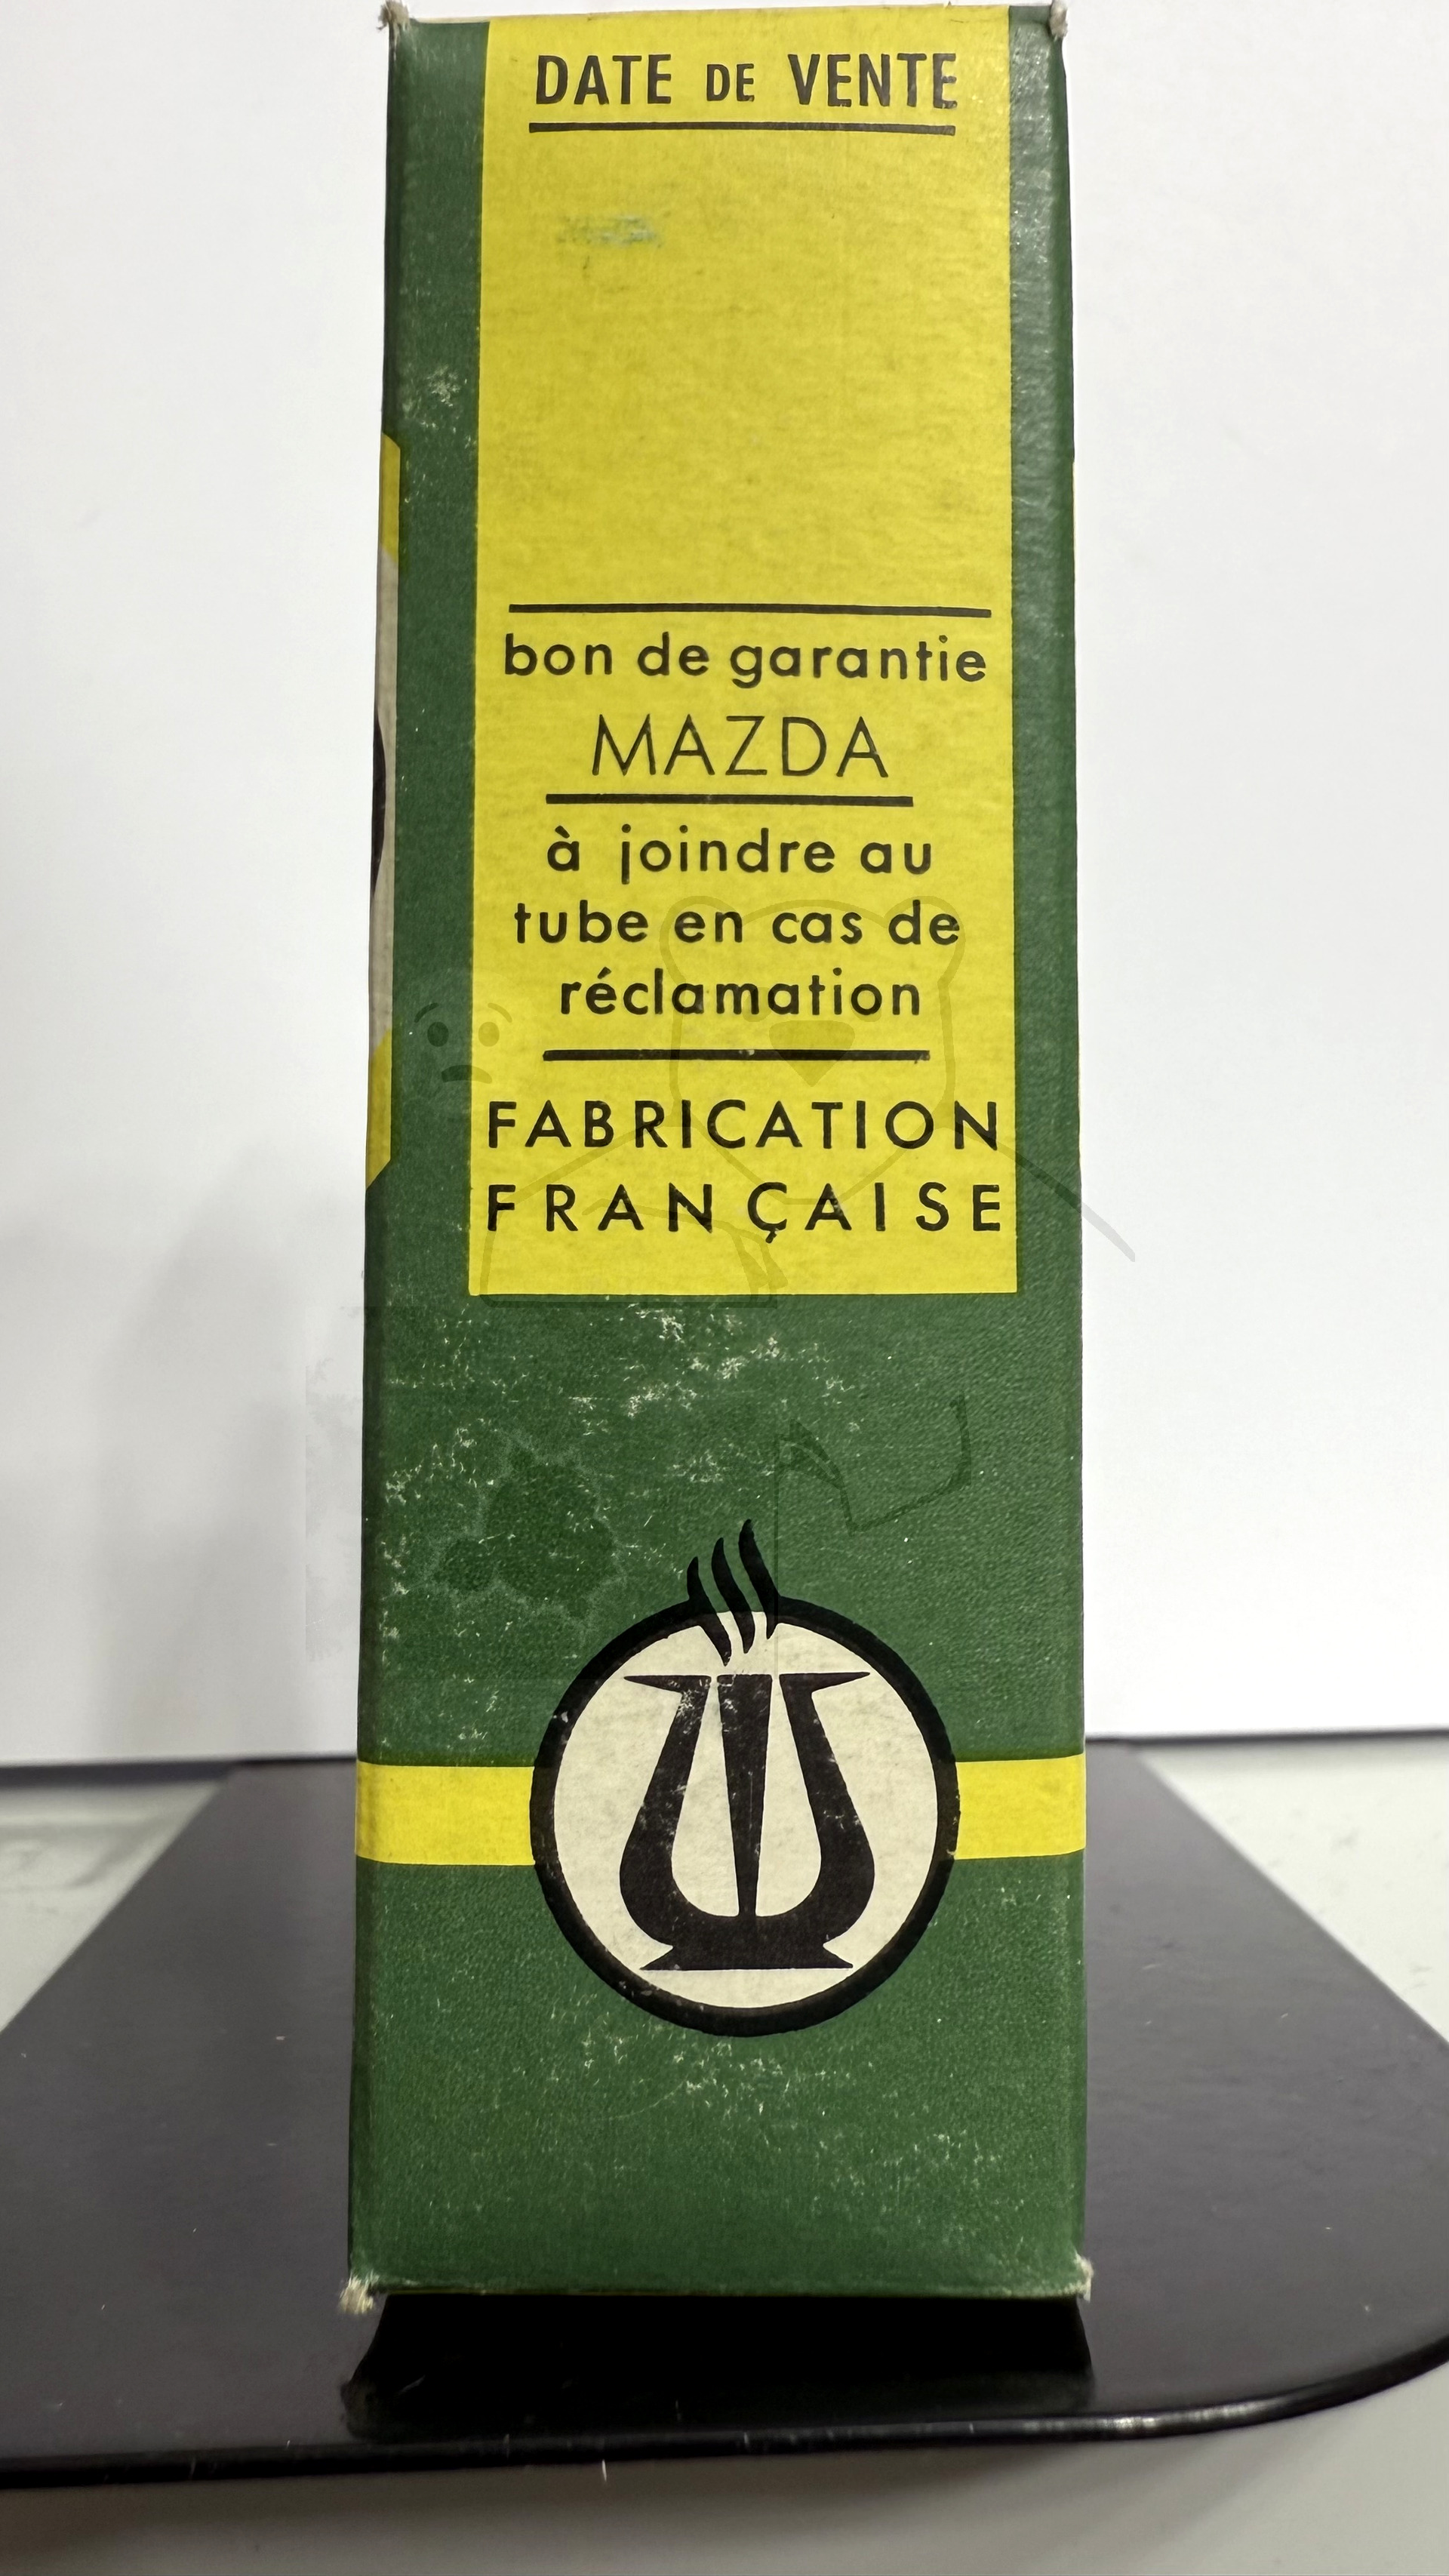 DATE DE VENTE
bon de garantie
MAZDA
à joindre au
tube en cas de
réclamation
FABRICATION
FRANÇAISE